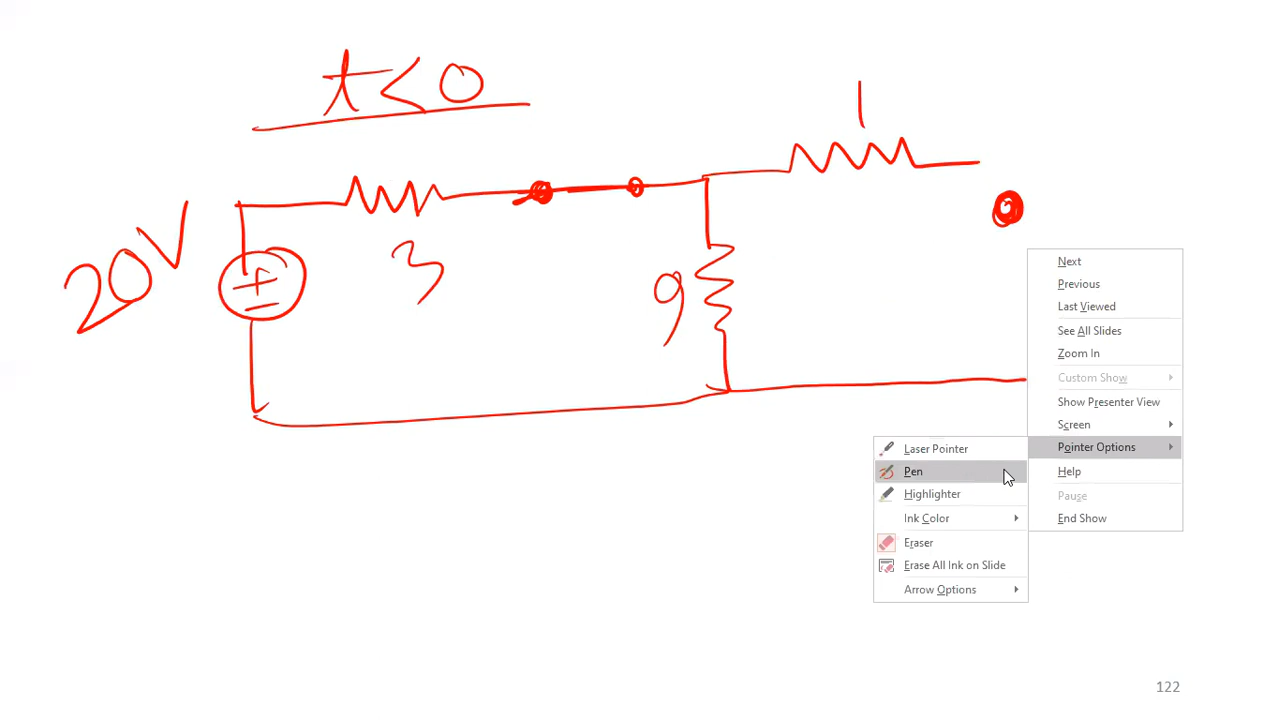 t<0
1
20V
+
3
9
Next
Previous
Last Viewed
See All Slides
Zoom In
Custom Show
Show Presenter View
Screen
Pointer Options
Help
Pause
End Show
Laser Pointer
Pen
Highlighter
Ink Color
Eraser
Erase All Ink on Slide
Arrow Options
122